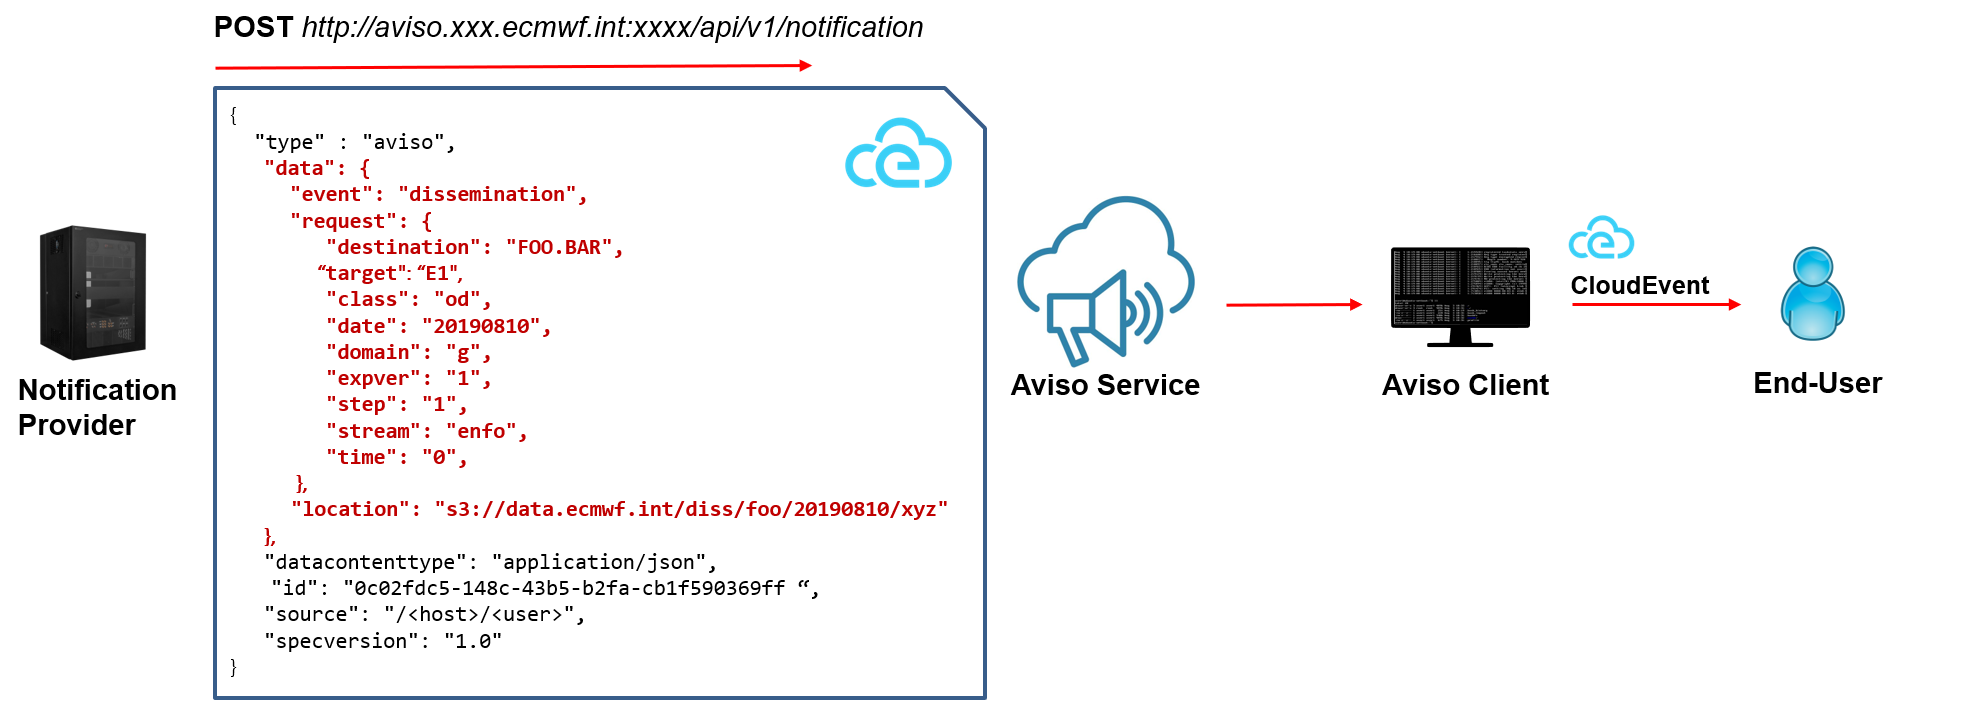 POST http://aviso.xxx.ecmwf.int:xxxx/api/v1/notification
{
"type" : "aviso",
"data": {
"event": "dissemination",
"request": {
"destination": "FOO.BAR",
“target": “E1",
"class": "od",
"date": "20190810",
"domain": "g",
"expver": "1",
"step": "1",
"stream": "enfo",
"time": "0",
},
"location": "s3://data.ecmwf.int/diss/foo/20190810/xyz"
},
"datacontenttype": "application/json",
"id": "0c02fdc5-148c-43b5-b2fa-cb1f590369ff “,
"source": "/<host>/<user>",
"specversion": "1.0"
}
Notification
Provider
Aviso Service
Aviso Client
CloudEvent
End-User